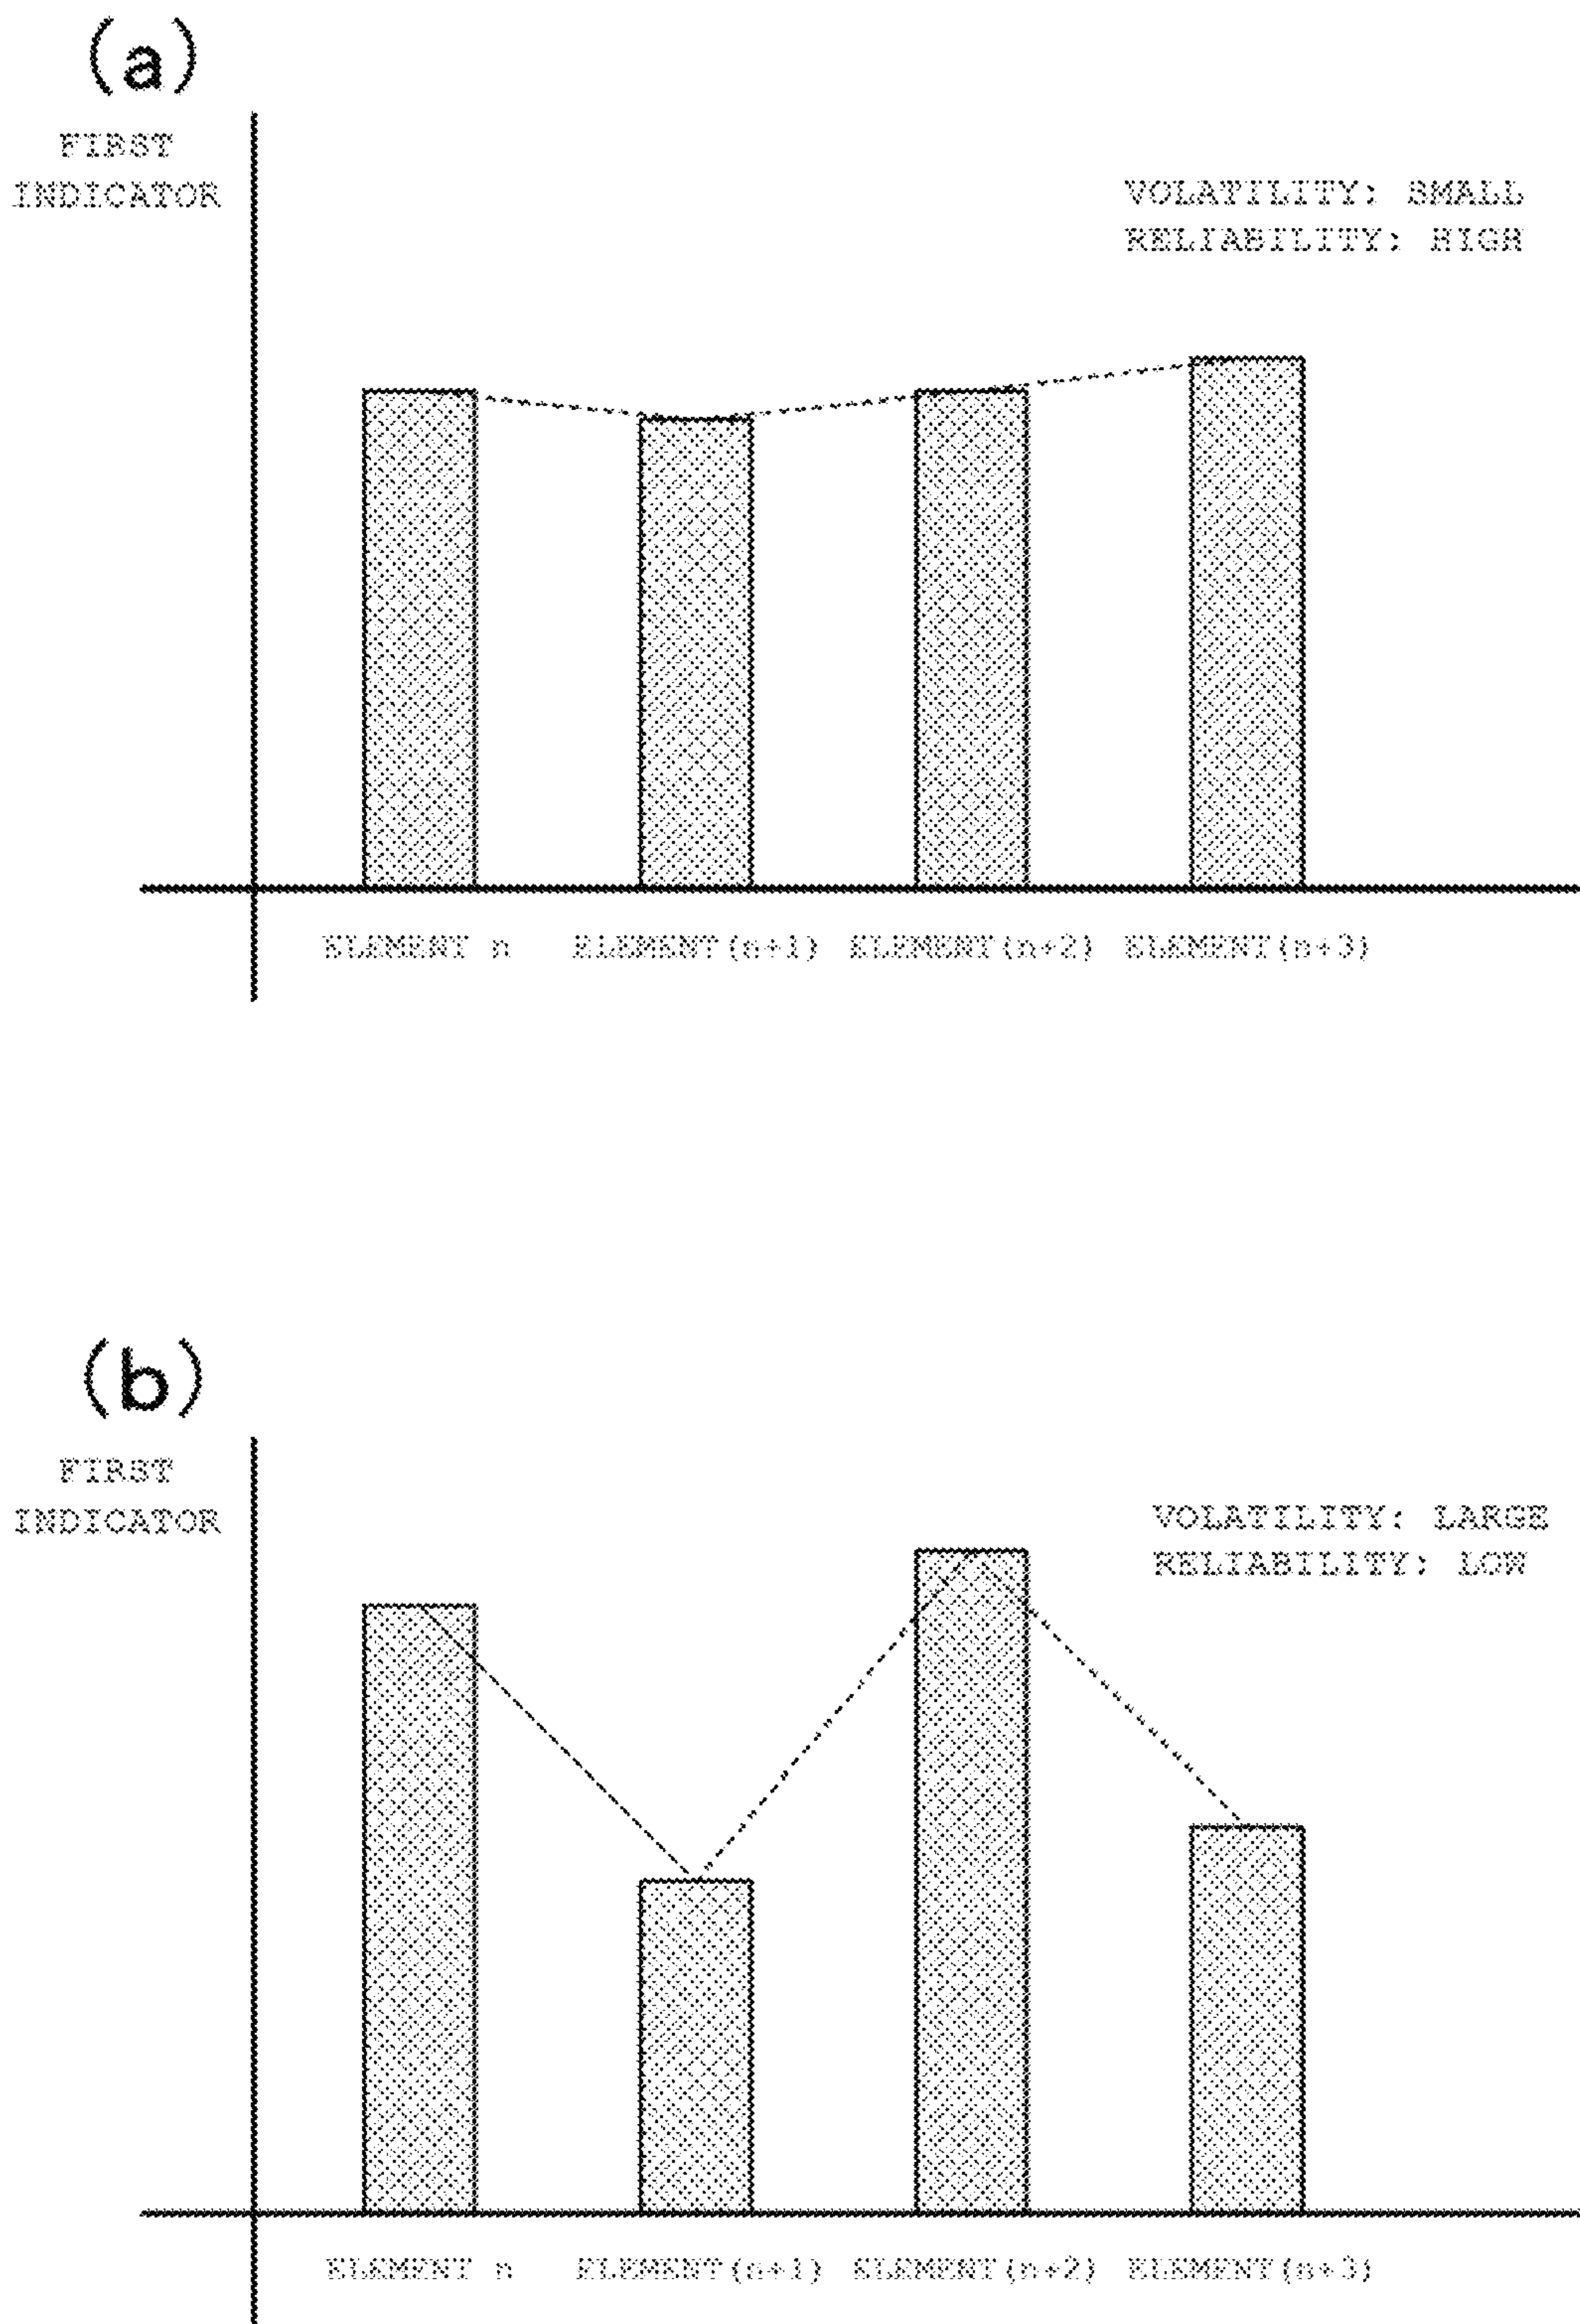 (a)
FIRST
INDICATOR
VOLATILITY: SMALL
RELIABILITY: HIGH
ELEMENT n ELEMENT(n+1) ELEMENT(n+2) ELEMENT(n+3)
(b)
FIRST
INDICATOR
VOLATILITY: LARGE
RELIABILITY: LOW
ELEMENT n ELEMENT(n+1) ELEMENT(n+2) ELEMENT(n+3)